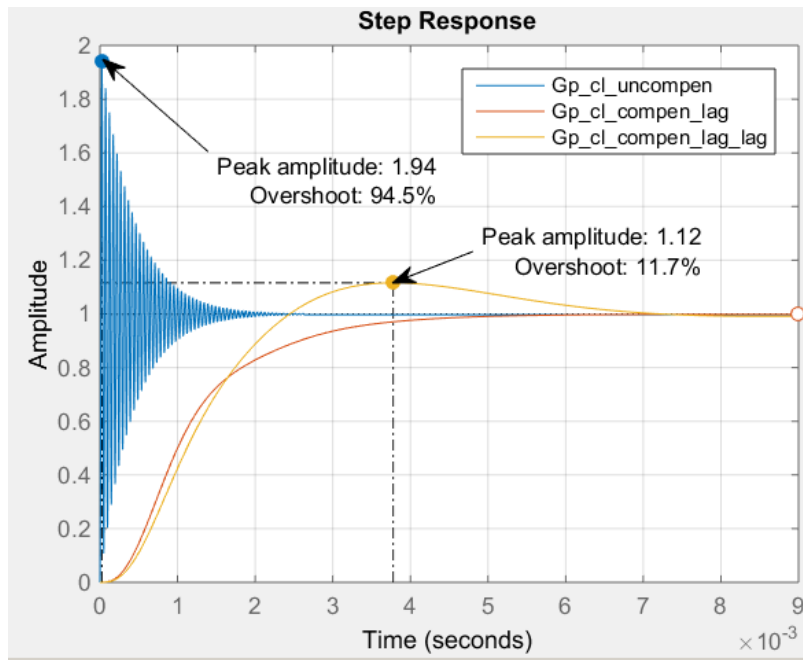 Step Response
Gp_cl_uncompen
Gp_cl_compen_lag
Gp_cl_compen_lag_lag
Peak amplitude: 1.94
Overshoot: 94.5%
Peak amplitude: 1.12
Overshoot: 11.7%
Amplitude
2
1.8
1.6
1.4
1.2
1
0.8
0.6
0.4
0.2
0
0 1 2 3 4 5 6 7 8 9
Time (seconds)
× 10⁻³